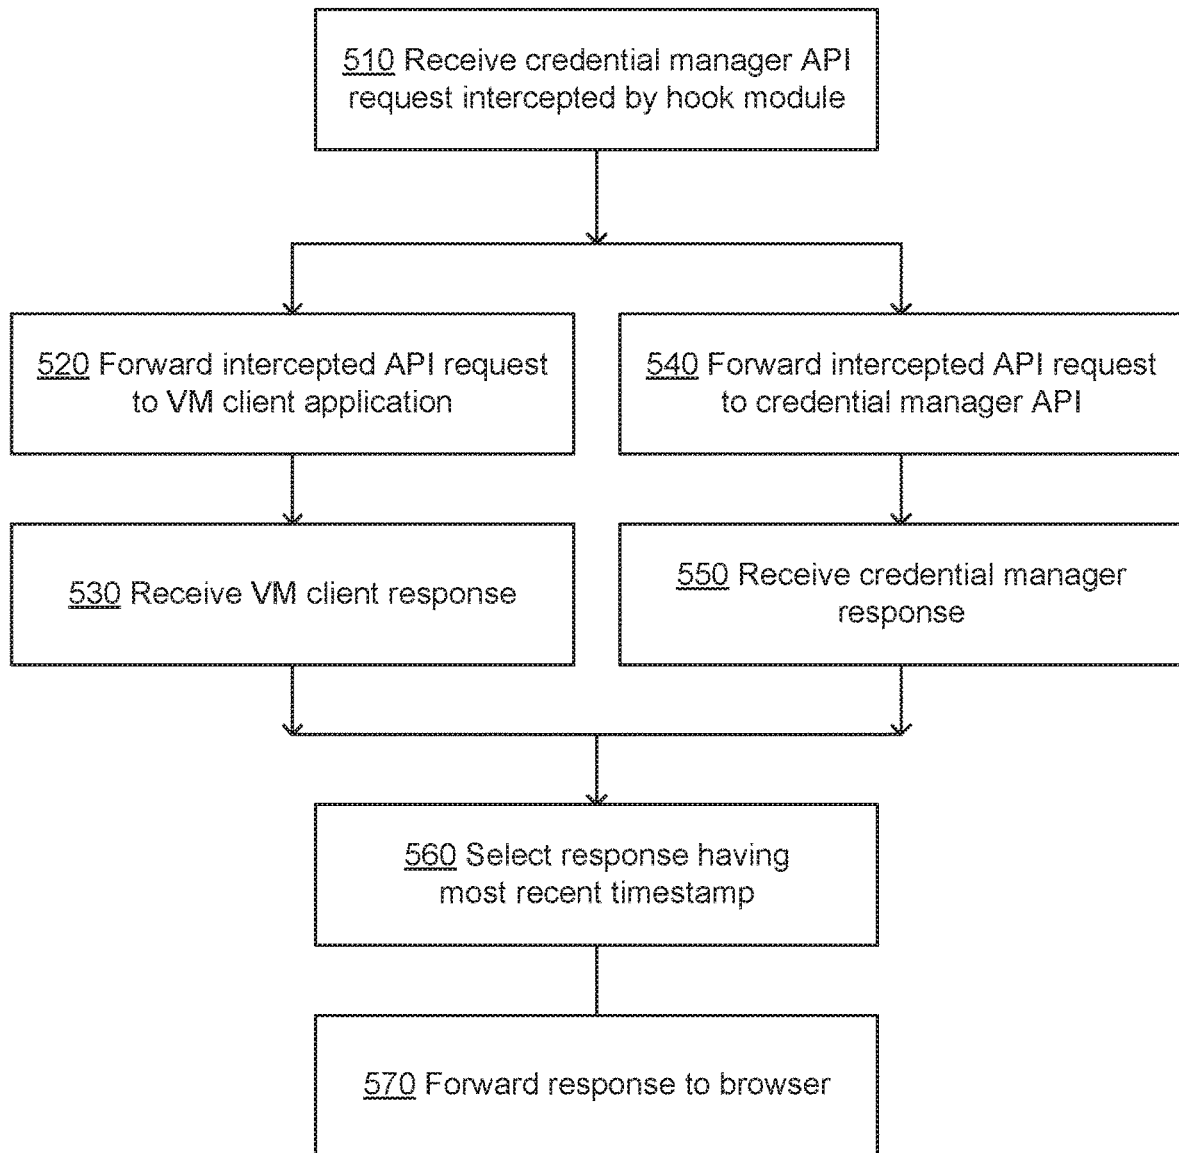 510 Receive credential manager API
request intercepted by hook module
520 Forward intercepted API request
to VM client application
540 Forward intercepted API request
to credential manager API
530 Receive VM client response
550 Receive credential manager
response
560 Select response having
most recent timestamp
570 Forward response to browser